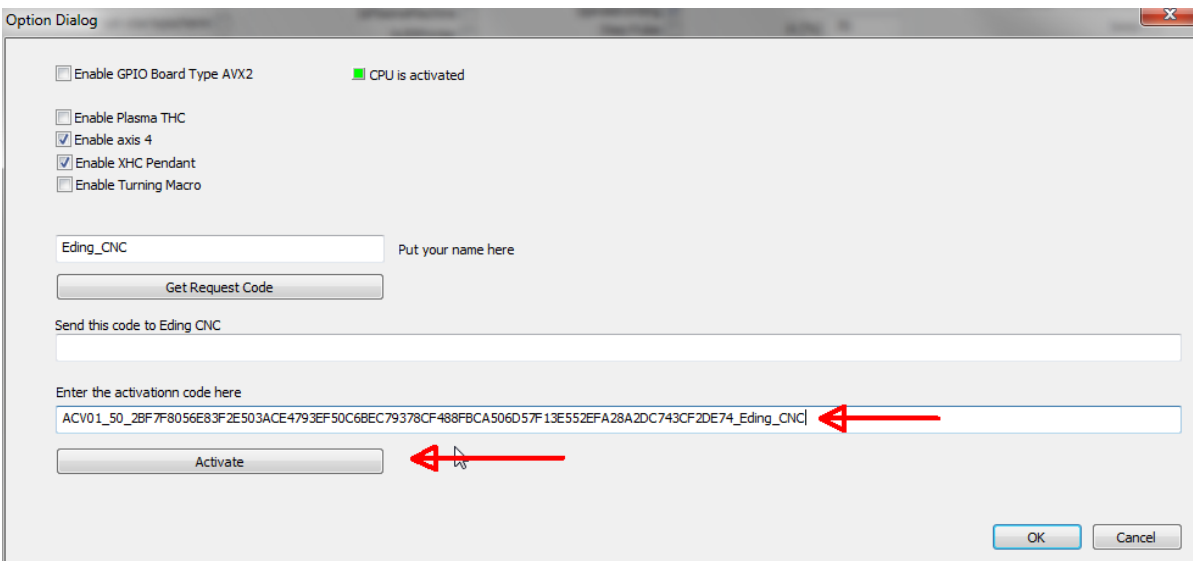 Option Dialog
Enable GPIO Board Type AVX2
CPU is activated
Enable Plasma THC
Enable axis 4
Enable XHC Pendant
Enable Turning Macro
Eding_CNC
Put your name here
Get Request Code
Send this code to Eding CNC
Enter the activationn code here
ACV01_50_2BF7F8056E83F2E503ACE4793EF50C6BEC79378CF488FBCA506D57F13E552EFA28A2DC743CF2DE74_Eding_CNC
Activate
OK
Cancel